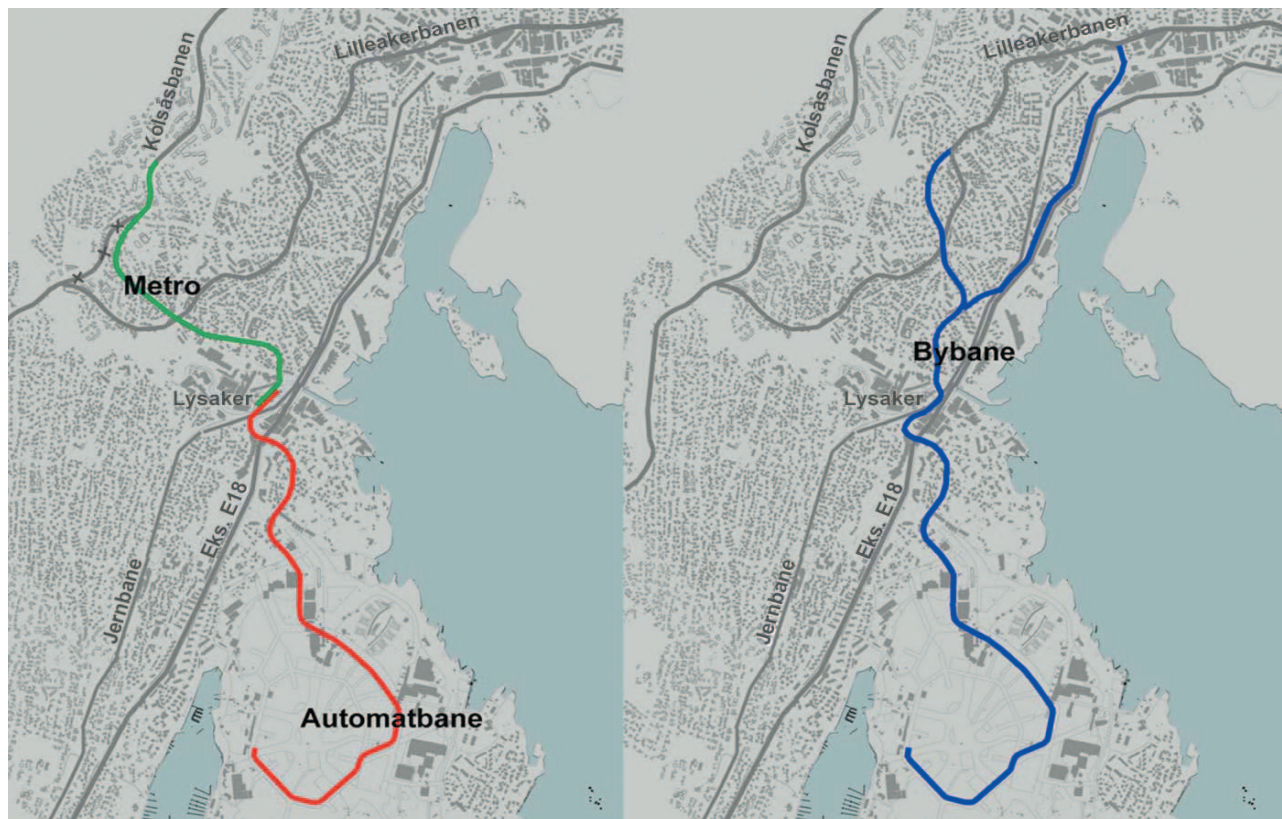 Lilleakerbanen
Kolsåsbanen
Metro
Lysaker
Eks. E18
Jernbane
Automatbane
Lilleakerbanen
Kolsåsbanen
Bybane
Lysaker
Eks. E18
Jernbane